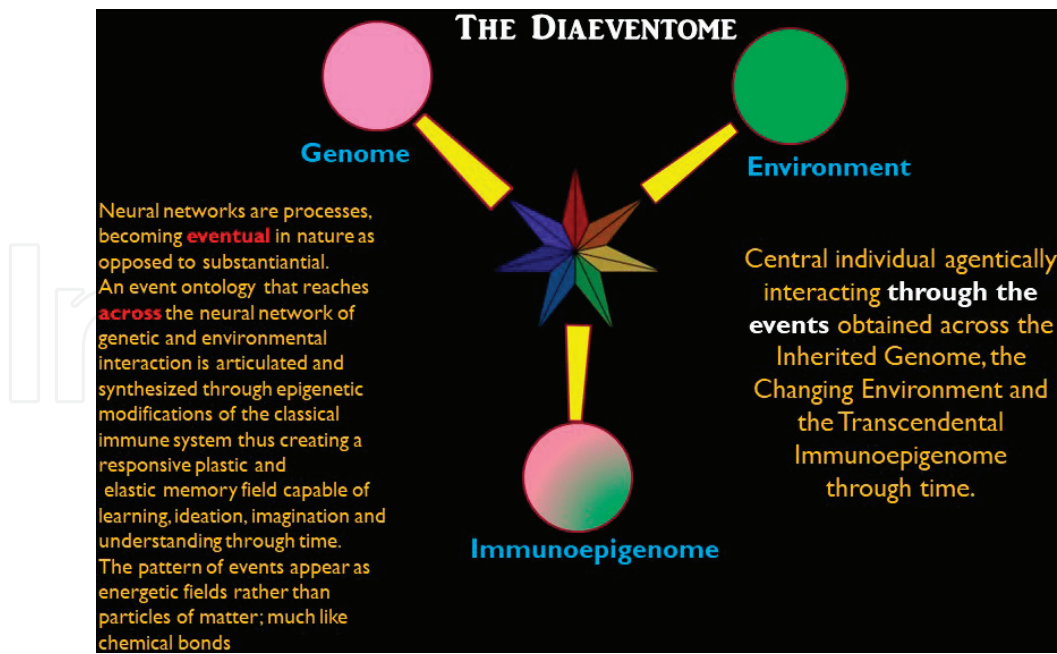 THE DIAEVENTOME
Genome
Environment
Neural networks are processes,
becoming eventual in nature as
opposed to substantiantial.
An event ontology that reaches
across the neural network of
genetic and environmental
interaction is articulated and
synthesized through epigenetic
modifications of the classical
immune system thus creating a
responsive plastic and
elastic memory field capable of
learning, ideation, imagination and
understanding through time.
The pattern of events appear as
energetic fields rather than
particles of matter; much like
chemical bonds
Central individual agentically
interacting through the
events obtained across the
Inherited Genome, the
Changing Environment and
the Transcendental
Immunoepigenome
through time.
Immunoepigenome